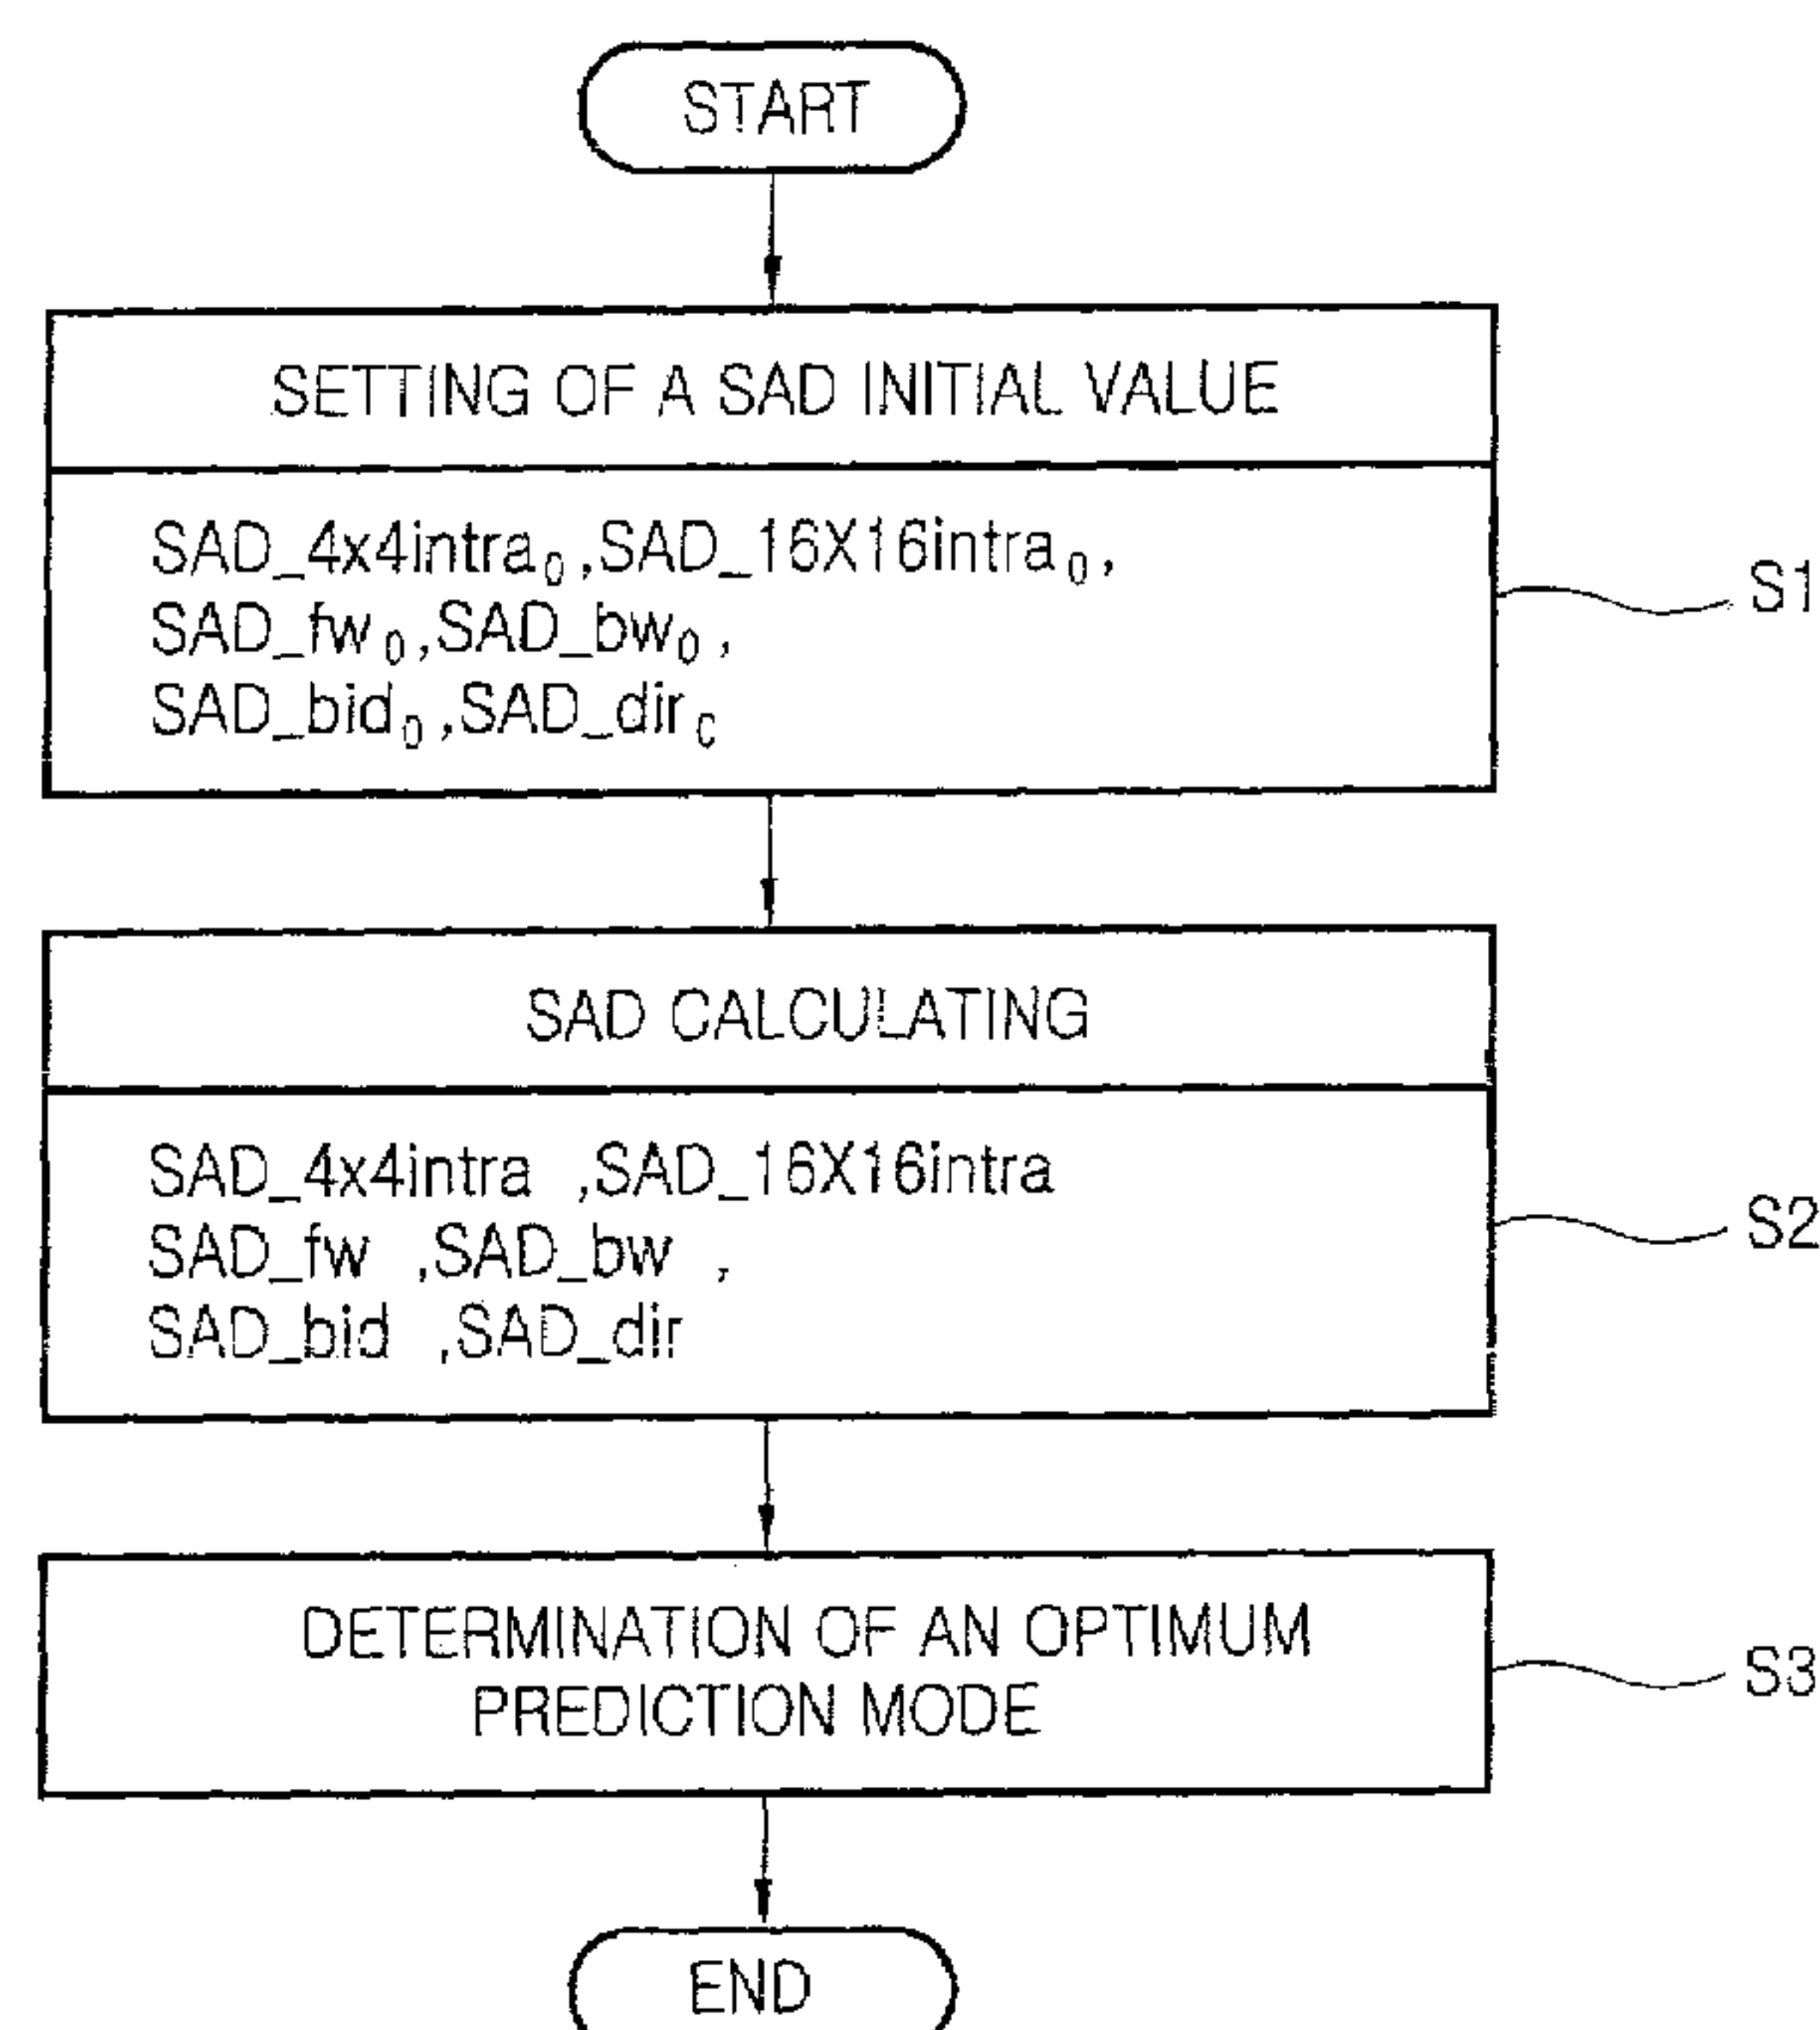 START
SETTING OF A SAD INITIAL VALUE
SAD_4x4intra₀,SAD_16X16intra₀,
SAD_fw₀,SAD_bw₀,
SAD_bid₀,SAD_dir₀
S1
SAD CALCULATING
SAD_4x4intra ,SAD_16X16intra
SAD_fw ,SAD_bw ,
SAD_bid ,SAD_dir
S2
DETERMINATION OF AN OPTIMUM
PREDICTION MODE
S3
END